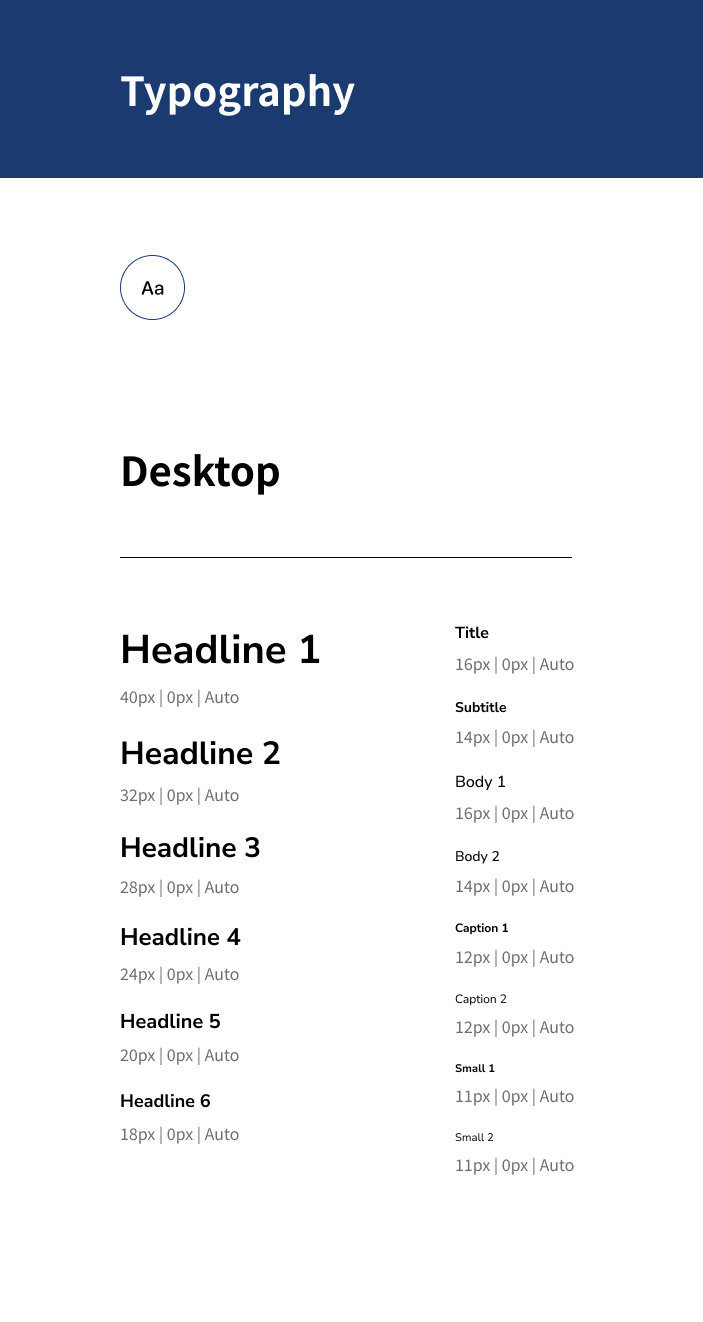 Typography
Aa
Desktop
Headline 1
40px | 0px | Auto
Headline 2
32px | 0px | Auto
Headline 3
28px | 0px | Auto
Headline 4
24px | 0px | Auto
Headline 5
20px | 0px | Auto
Headline 6
18px | 0px | Auto
Title
16px | 0px | Auto
Subtitle
14px | 0px | Auto
Body 1
16px | 0px | Auto
Body 2
14px | 0px | Auto
Caption 1
12px | 0px | Auto
Caption 2
12px | 0px | Auto
Small 1
11px | 0px | Auto
Small 2
11px | 0px | Auto